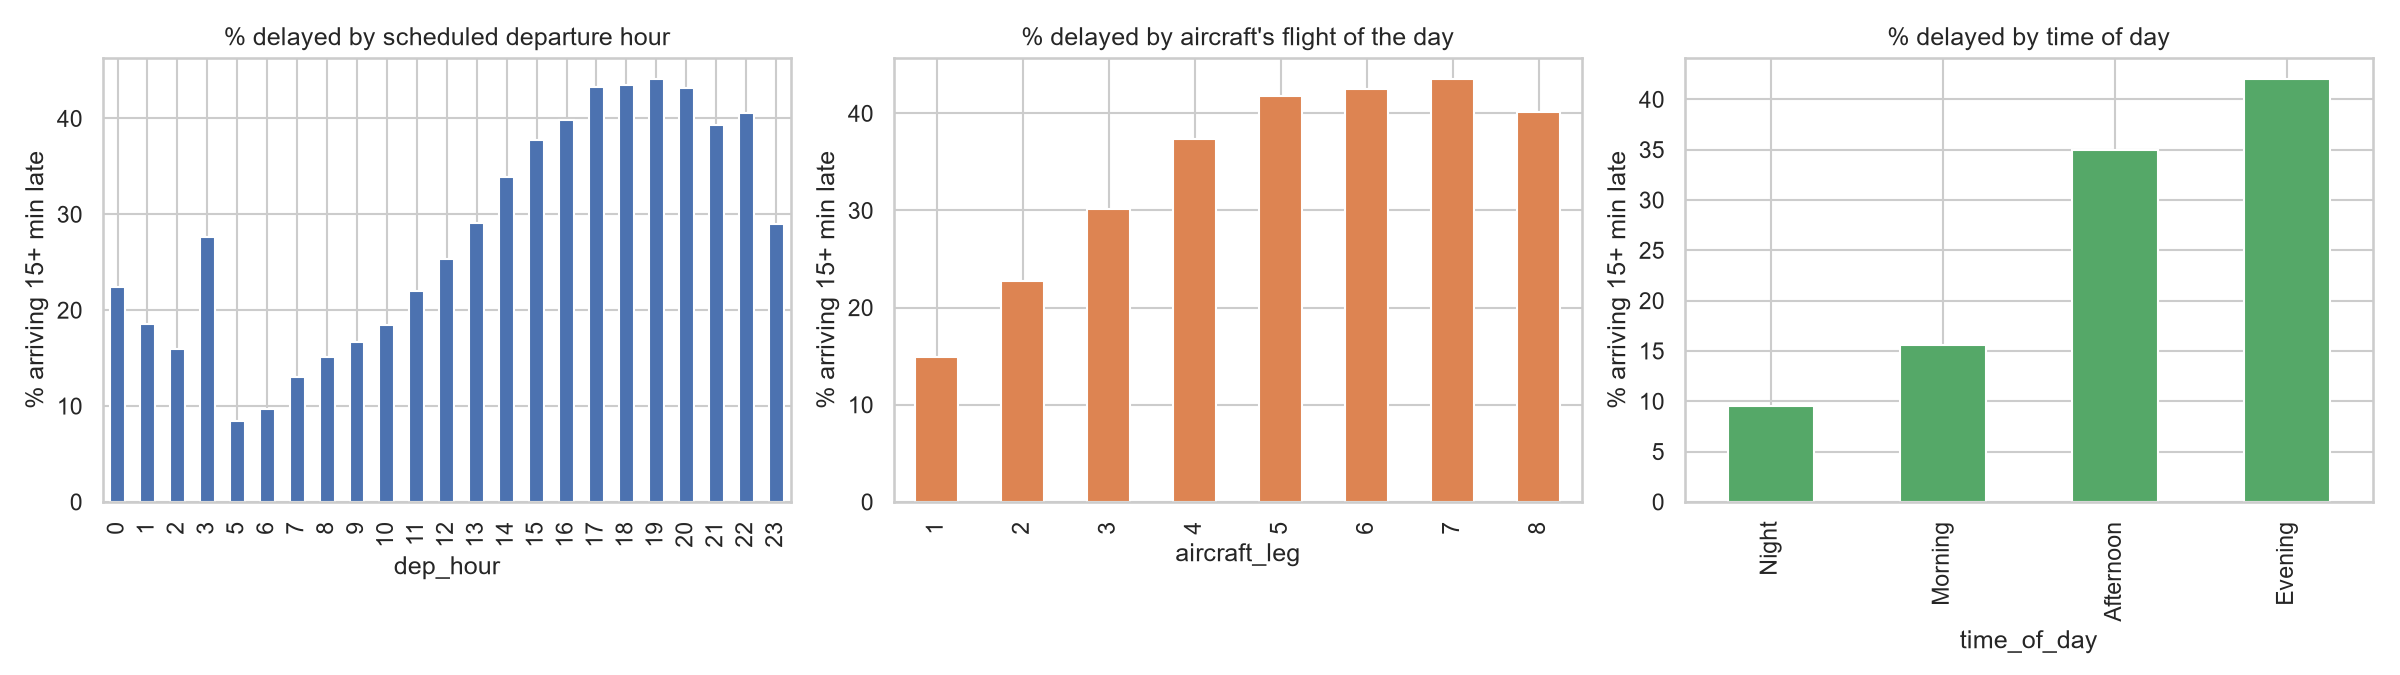 % delayed by scheduled departure hour
% arriving 15+ min late
40
30
20
10
0
0 1 2 3 5 6 7 8 9 10 11 12 13 14 15 16 17 18 19 20 21 22 23
dep_hour
% delayed by aircraft's flight of the day
% arriving 15+ min late
40
30
20
10
0
1 2 3 4 5 6 7 8
aircraft_leg
% delayed by time of day
% arriving 15+ min late
40
35
30
25
20
15
10
5
0
Night Morning Afternoon Evening
time_of_day